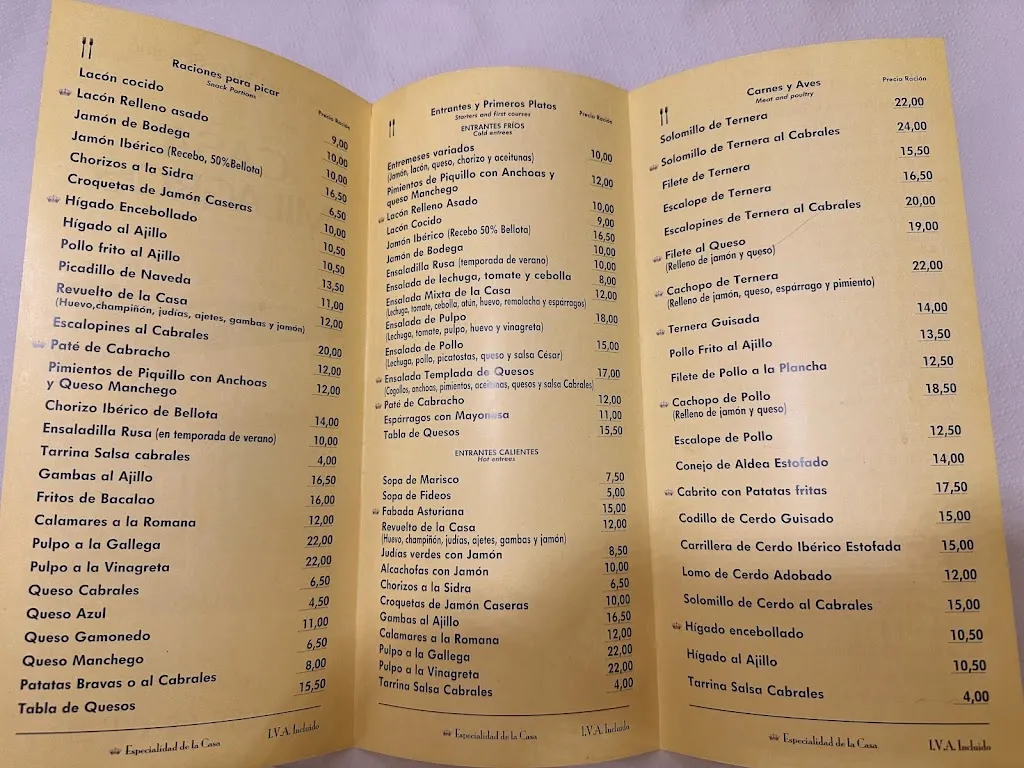 Raciones para picar
Snack Portions
Precio Ración
Lacón cocido 9,00
Lacón Relleno asado 10,00
Jamón de Bodega 10,00
Jamón Ibérico (Recebo, 50%Bellota) 16,50
Chorizos a la Sidra 6,50
Croquetas de Jamón Caseras 10,00
Hígado Encebollado 10,50
Hígado al Ajillo 10,50
Pollo frito al Ajillo 13,50
Picadillo de Naveda 11,00
Revuelto de la Casa 12,00
(Huevo,champiñón, judías, ajetes, gambas y jamón)
Escalopines al Cabrales 20,00
Paté de Cabracho 12,00
Pimientos de Piquillo con Anchoas
y Queso Manchego 12,00
Chorizo Ibérico de Bellota 14,00
Ensaladilla Rusa (en temporada de verano) 10,00
Tarrina Salsa cabrales 4,00
Gambas al Ajillo 16,50
Fritos de Bacalao 16,00
Calamares a la Romana 12,00
Pulpo a la Gallega 22,00
Pulpo a la Vinagreta 22,00
Queso Cabrales 6,50
Queso Azul 4,50
Queso Gamonedo 11,00
Queso Manchego 6,50
Patatas Bravas o al Cabrales 8,00
Tabla de Quesos 15,50
Especialidad de la Casa
I.V.A. Incluido
Entrantes y Primeros Platos
Starters and first courses
Precio Ración
ENTRANTES FRÍOS
Cold entrees
Entremeses variados 10,00
(Jamón, lacón, queso, chorizo y aceitunas)
Pimientos de Piquillo con Anchoas y
queso Manchego 12,00
Lacón Relleno Asado 10,00
Lacón Cocido 9,00
Jamón Ibérico (Recebo 50% Bellota) 16,50
Jamón de Bodega 10,00
Ensaladilla Rusa (temporada de verano) 10,00
Ensalada de lechuga, tomate y cebolla 8,00
Ensalada Mixta de la Casa 12,00
(Lechuga, tomate, cebolla, atún, huevo, remolacha y espárragos)
Ensalada de Pulpo 18,00
(Lechuga, tomate, pulpo, huevo y vinagreta)
Ensalada de Pollo 15,00
(Lechuga, pollo, picatostas, queso y salsa César)
Ensalada Templada de Quesos 17,00
(Cogollos, anchoas, pimientos, aceitunas, quesos y salsa Cabrales)
Paté de Cabracho 12,00
Espárragos con Mayonesa 11,00
Tabla de Quesos 15,50
ENTRANTES CALIENTES
Hot entrees
Sopa de Marisco 7,50
Sopa de Fideos 5,00
Fabada Asturiana 15,00
Revuelto de la Casa 12,00
(Huevo, champiñón, judías, ajetes, gambas y jamón)
Judías verdes con Jamón 8,50
Alcachofas con Jamón 10,00
Chorizos a la Sidra 6,50
Croquetas de Jamón Caseras 10,00
Gambas al Ajillo 16,50
Calamares a la Romana 12,00
Pulpo a la Gallega 22,00
Pulpo a la Vinagreta 22,00
Tarrina Salsa Cabrales 4,00
Especialidad de la Casa
I.V.A. Incluido
Carnes y Aves
Meat and poultry
Precio Ración
Solomillo de Ternera 22,00
Solomillo de Ternera al Cabrales 24,00
Filete de Ternera 15,50
Escalope de Ternera 16,50
Escalopines de Ternera al Cabrales 20,00
Filete al Queso 19,00
(Relleno de jamón y queso)
Cachopo de Ternera 22,00
(Relleno de jamón, queso, espárrago y pimiento)
Ternera Guisada 14,00
Pollo Frito al Ajillo 13,50
Filete de Pollo a la Plancha 12,50
Cachopo de Pollo 18,50
(Relleno de jamón y queso)
Escalope de Pollo 12,50
Conejo de Aldea Estofado 14,00
Cabrito con Patatas fritas 17,50
Codillo de Cerdo Guisado 15,00
Carrillera de Cerdo Ibérico Estofada 15,00
Lomo de Cerdo Adobado 12,00
Solomillo de Cerdo al Cabrales 15,00
Hígado encebollado 10,50
Hígado al Ajillo 10,50
Tarrina Salsa Cabrales 4,00
Especialidad de la Casa
I.V.A. Incluido